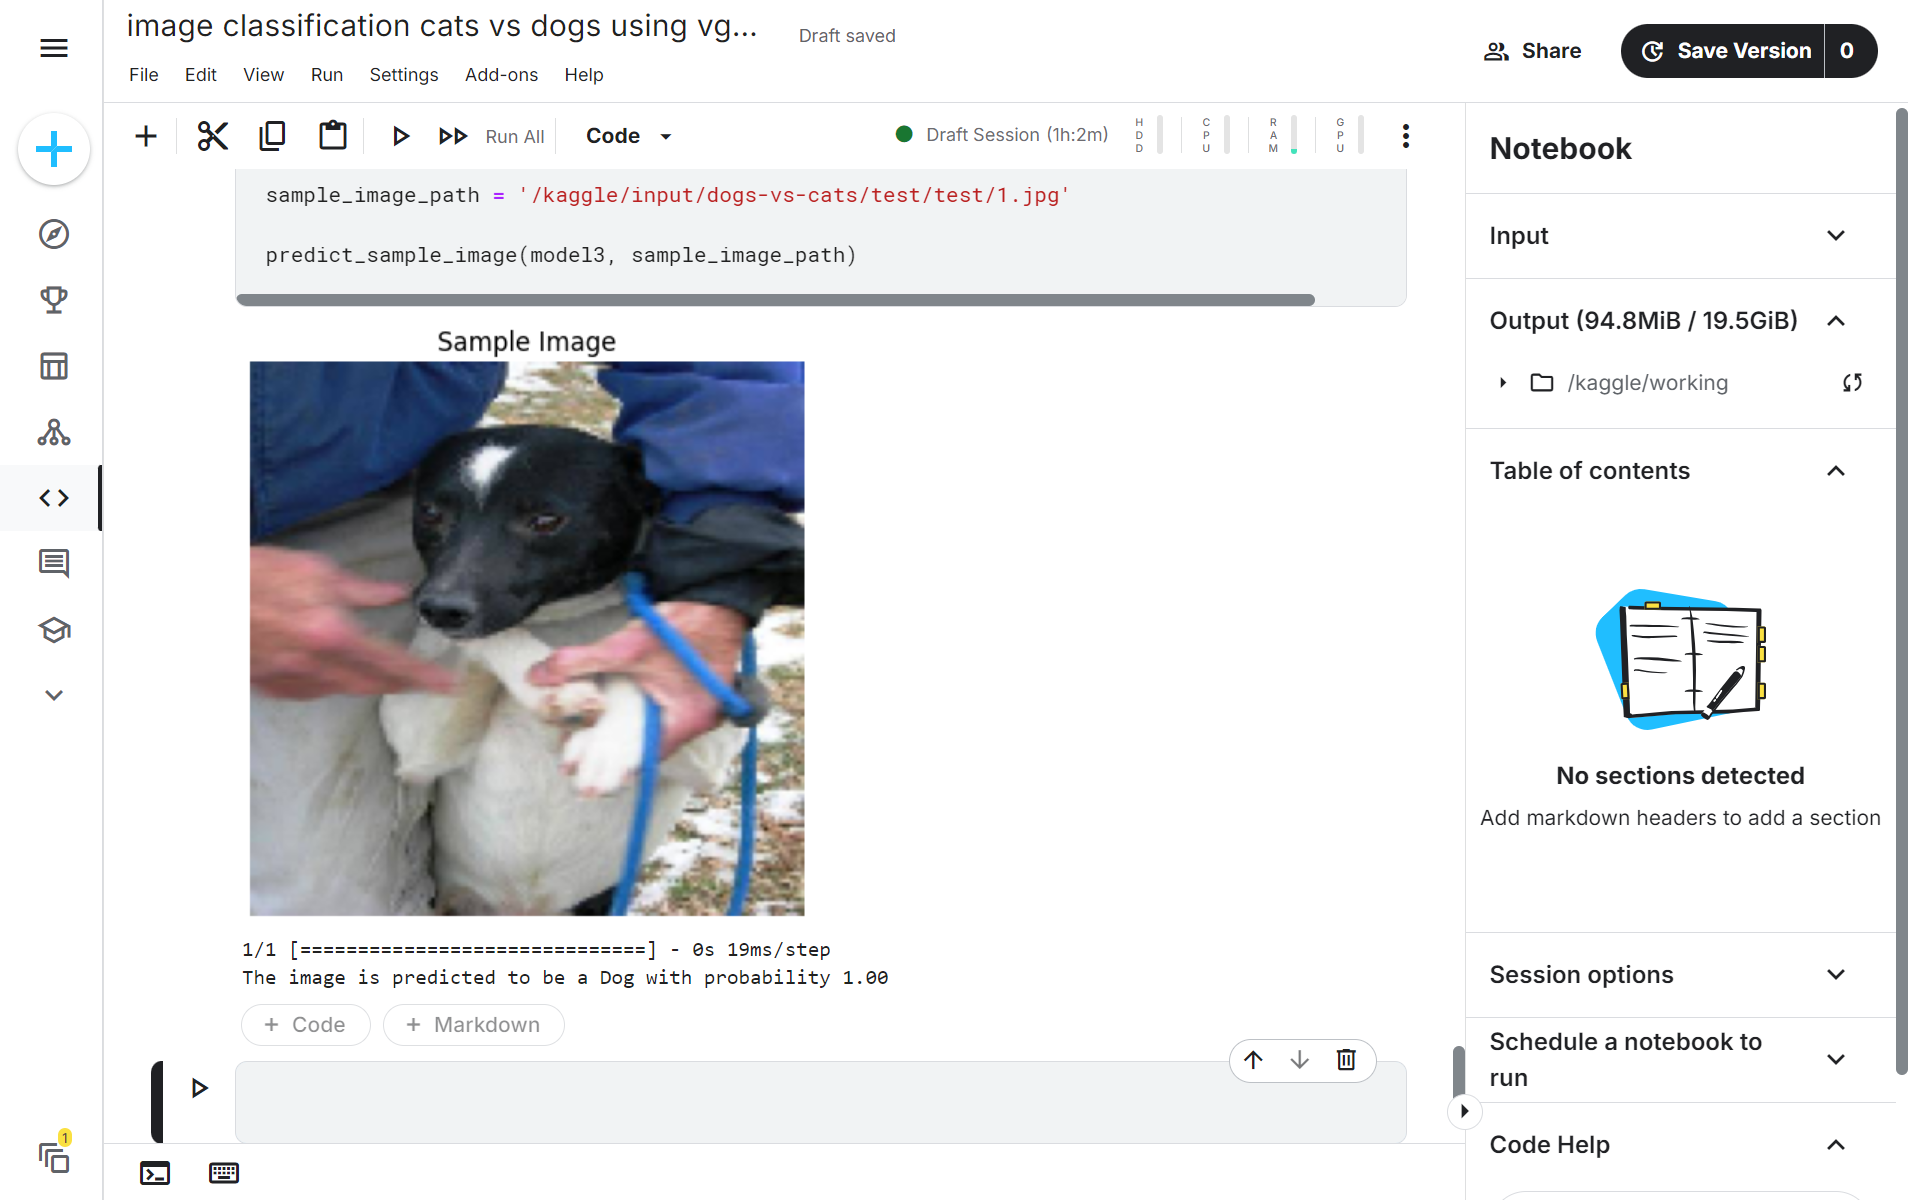 image classification cats vs dogs using vg...
Draft saved
File Edit View Run Settings Add-ons Help
Share
Save Version 0
Run All
Code
Draft Session (1h:2m)
HDD
CPU
RAM
GPU
sample_image_path = '/kaggle/input/dogs-vs-cats/test/test/1.jpg'
predict_sample_image(model3, sample_image_path)
Sample Image
1/1 [==============================] - 0s 19ms/step
The image is predicted to be a Dog with probability 1.00
+ Code
+ Markdown
1
Notebook
Input
Output (94.8MiB / 19.5GiB)
/kaggle/working
Table of contents
No sections detected
Add markdown headers to add a section
Session options
Schedule a notebook to
run
Code Help